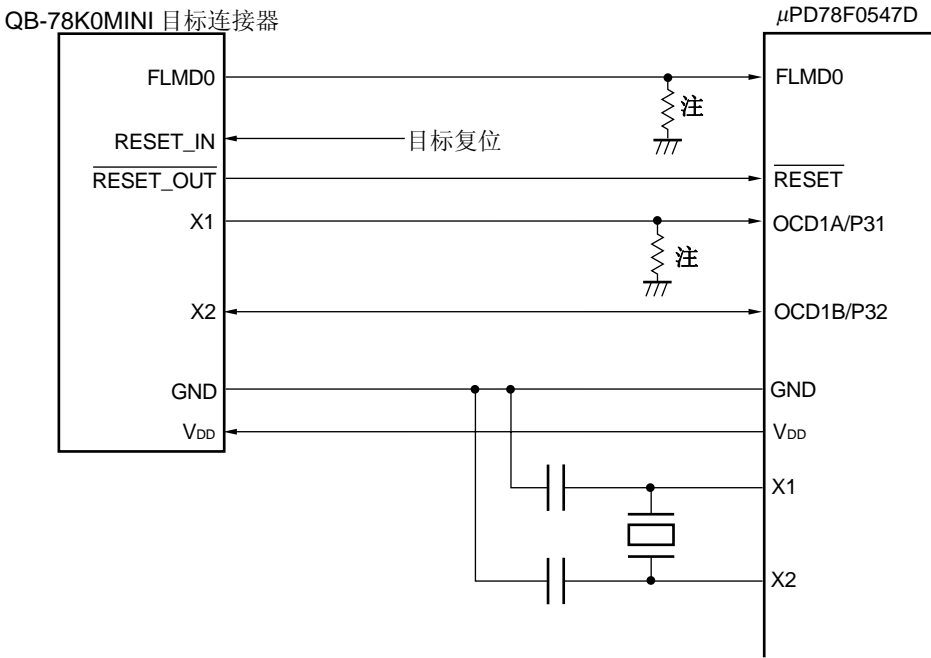 QB-78K0MINI 目标连接器
μPD78F0547D
FLMD0
FLMD0
注
RESET_IN
目标复位
RESET_OUT
RESET
X1
OCD1A/P31
注
X2
OCD1B/P32
GND
GND
VDD
VDD
X1
X2